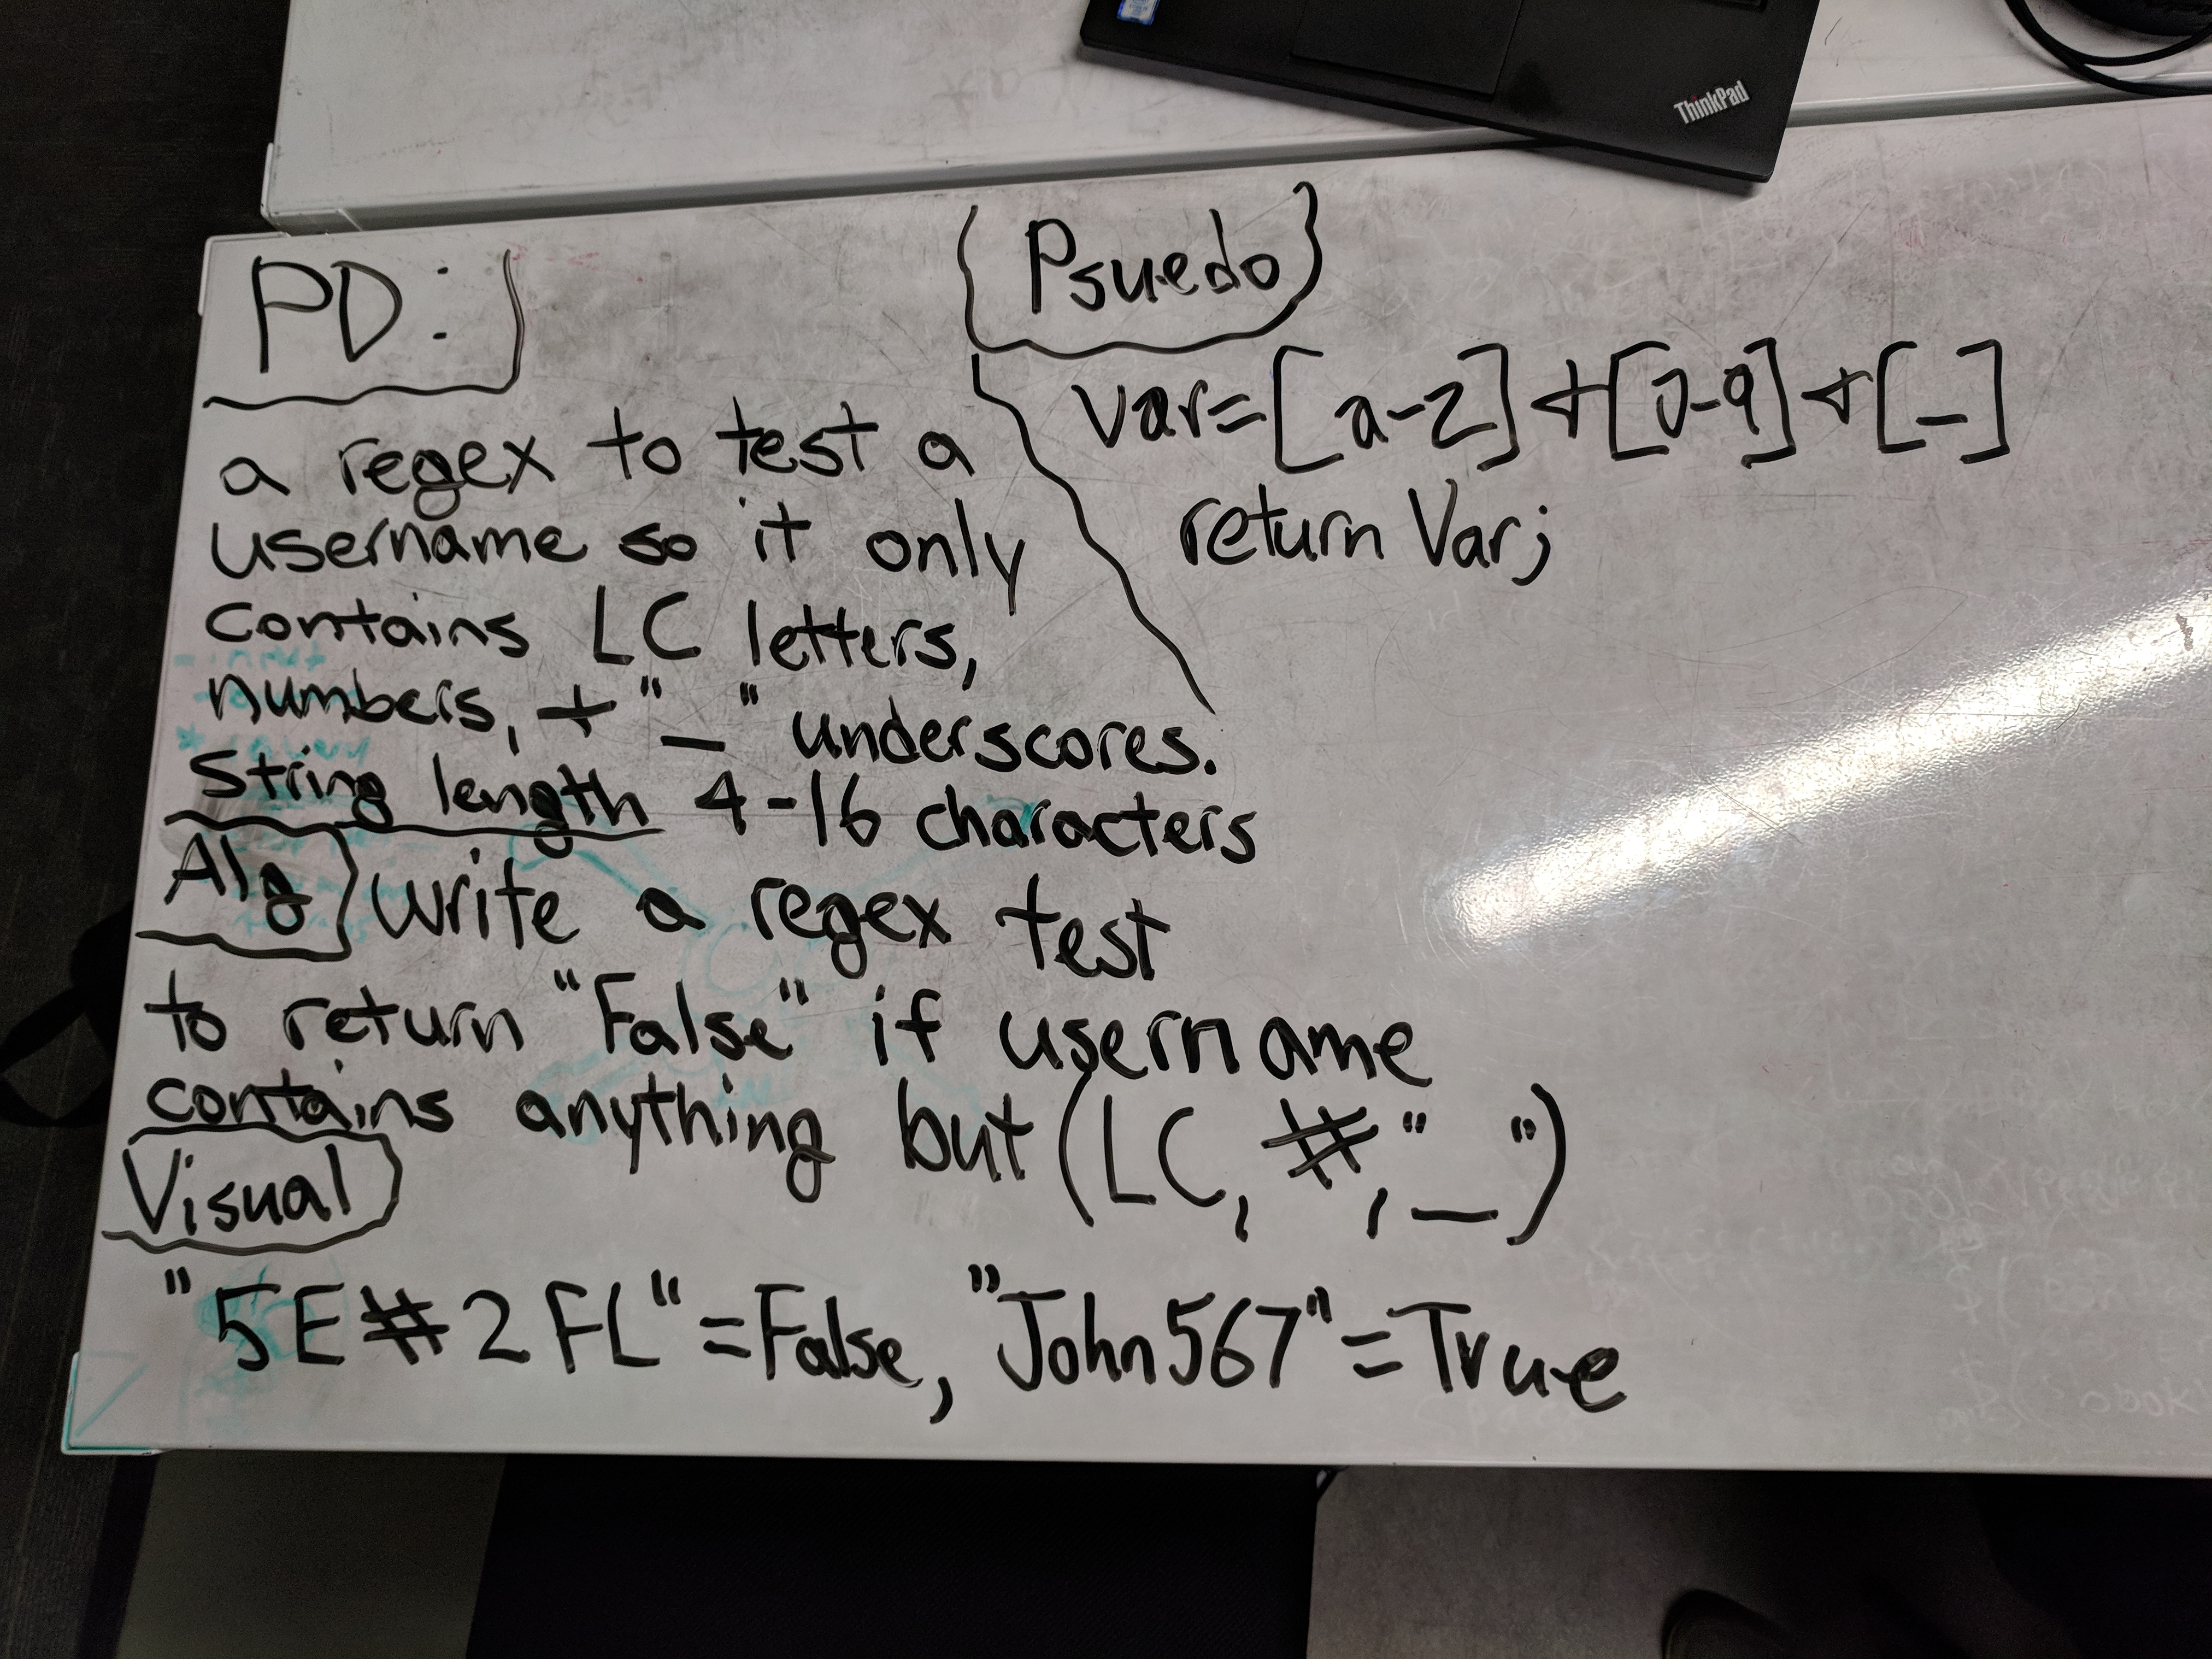 ThinkPad
PD:
a regex to test a
username so it only
contains LC letters,
numbers, + "_" underscores.
String length 4-16 characters
Alg
write a regex test
to return "False" if username
contains anything but (LC, #, "_")
Visual
"5E#2FL" = False, "John567" = True
Psuedo
var = [a-z] + [0-9] + [_]
return Var;